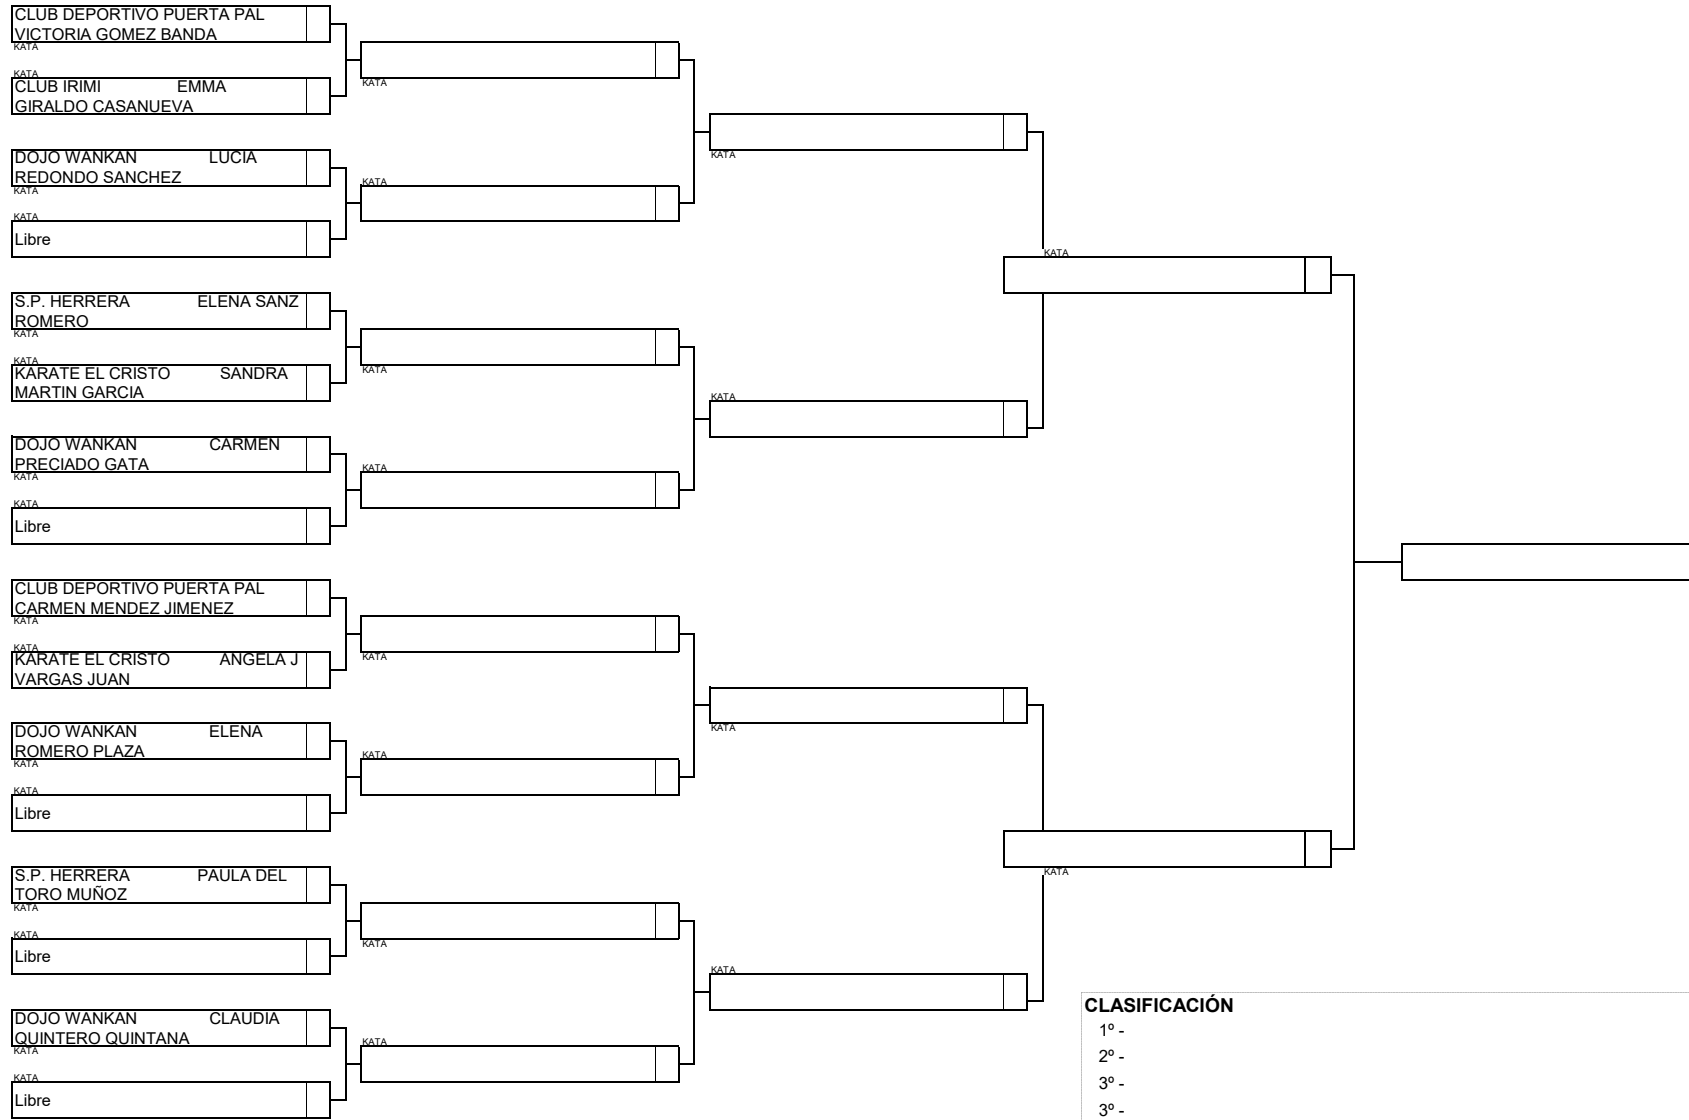 CLUB DEPORTIVO PUERTA PAL
VICTORIA GOMEZ BANDA
KATA
KATA
CLUB IRIMI EMMA
GIRALDO CASANUEVA
DOJO WANKAN LUCIA
REDONDO SANCHEZ
KATA
KATA
Libre
S.P. HERRERA ELENA SANZ
ROMERO
KATA
KATA
KARATE EL CRISTO SANDRA
MARTIN GARCIA
DOJO WANKAN CARMEN
PRECIADO GATA
KATA
KATA
Libre
CLUB DEPORTIVO PUERTA PAL
CARMEN MENDEZ JIMENEZ
KATA
KATA
KARATE EL CRISTO ANGELA J
VARGAS JUAN
DOJO WANKAN ELENA
ROMERO PLAZA
KATA
KATA
Libre
S.P. HERRERA PAULA DEL
TORO MUÑOZ
KATA
KATA
Libre
DOJO WANKAN CLAUDIA
QUINTERO QUINTANA
KATA
KATA
Libre
KATA
KATA
KATA
KATA
KATA
KATA
KATA
KATA
KATA
KATA
KATA
KATA
KATA
KATA
CLASIFICACIÓN
1º -
2º -
3º -
3º -